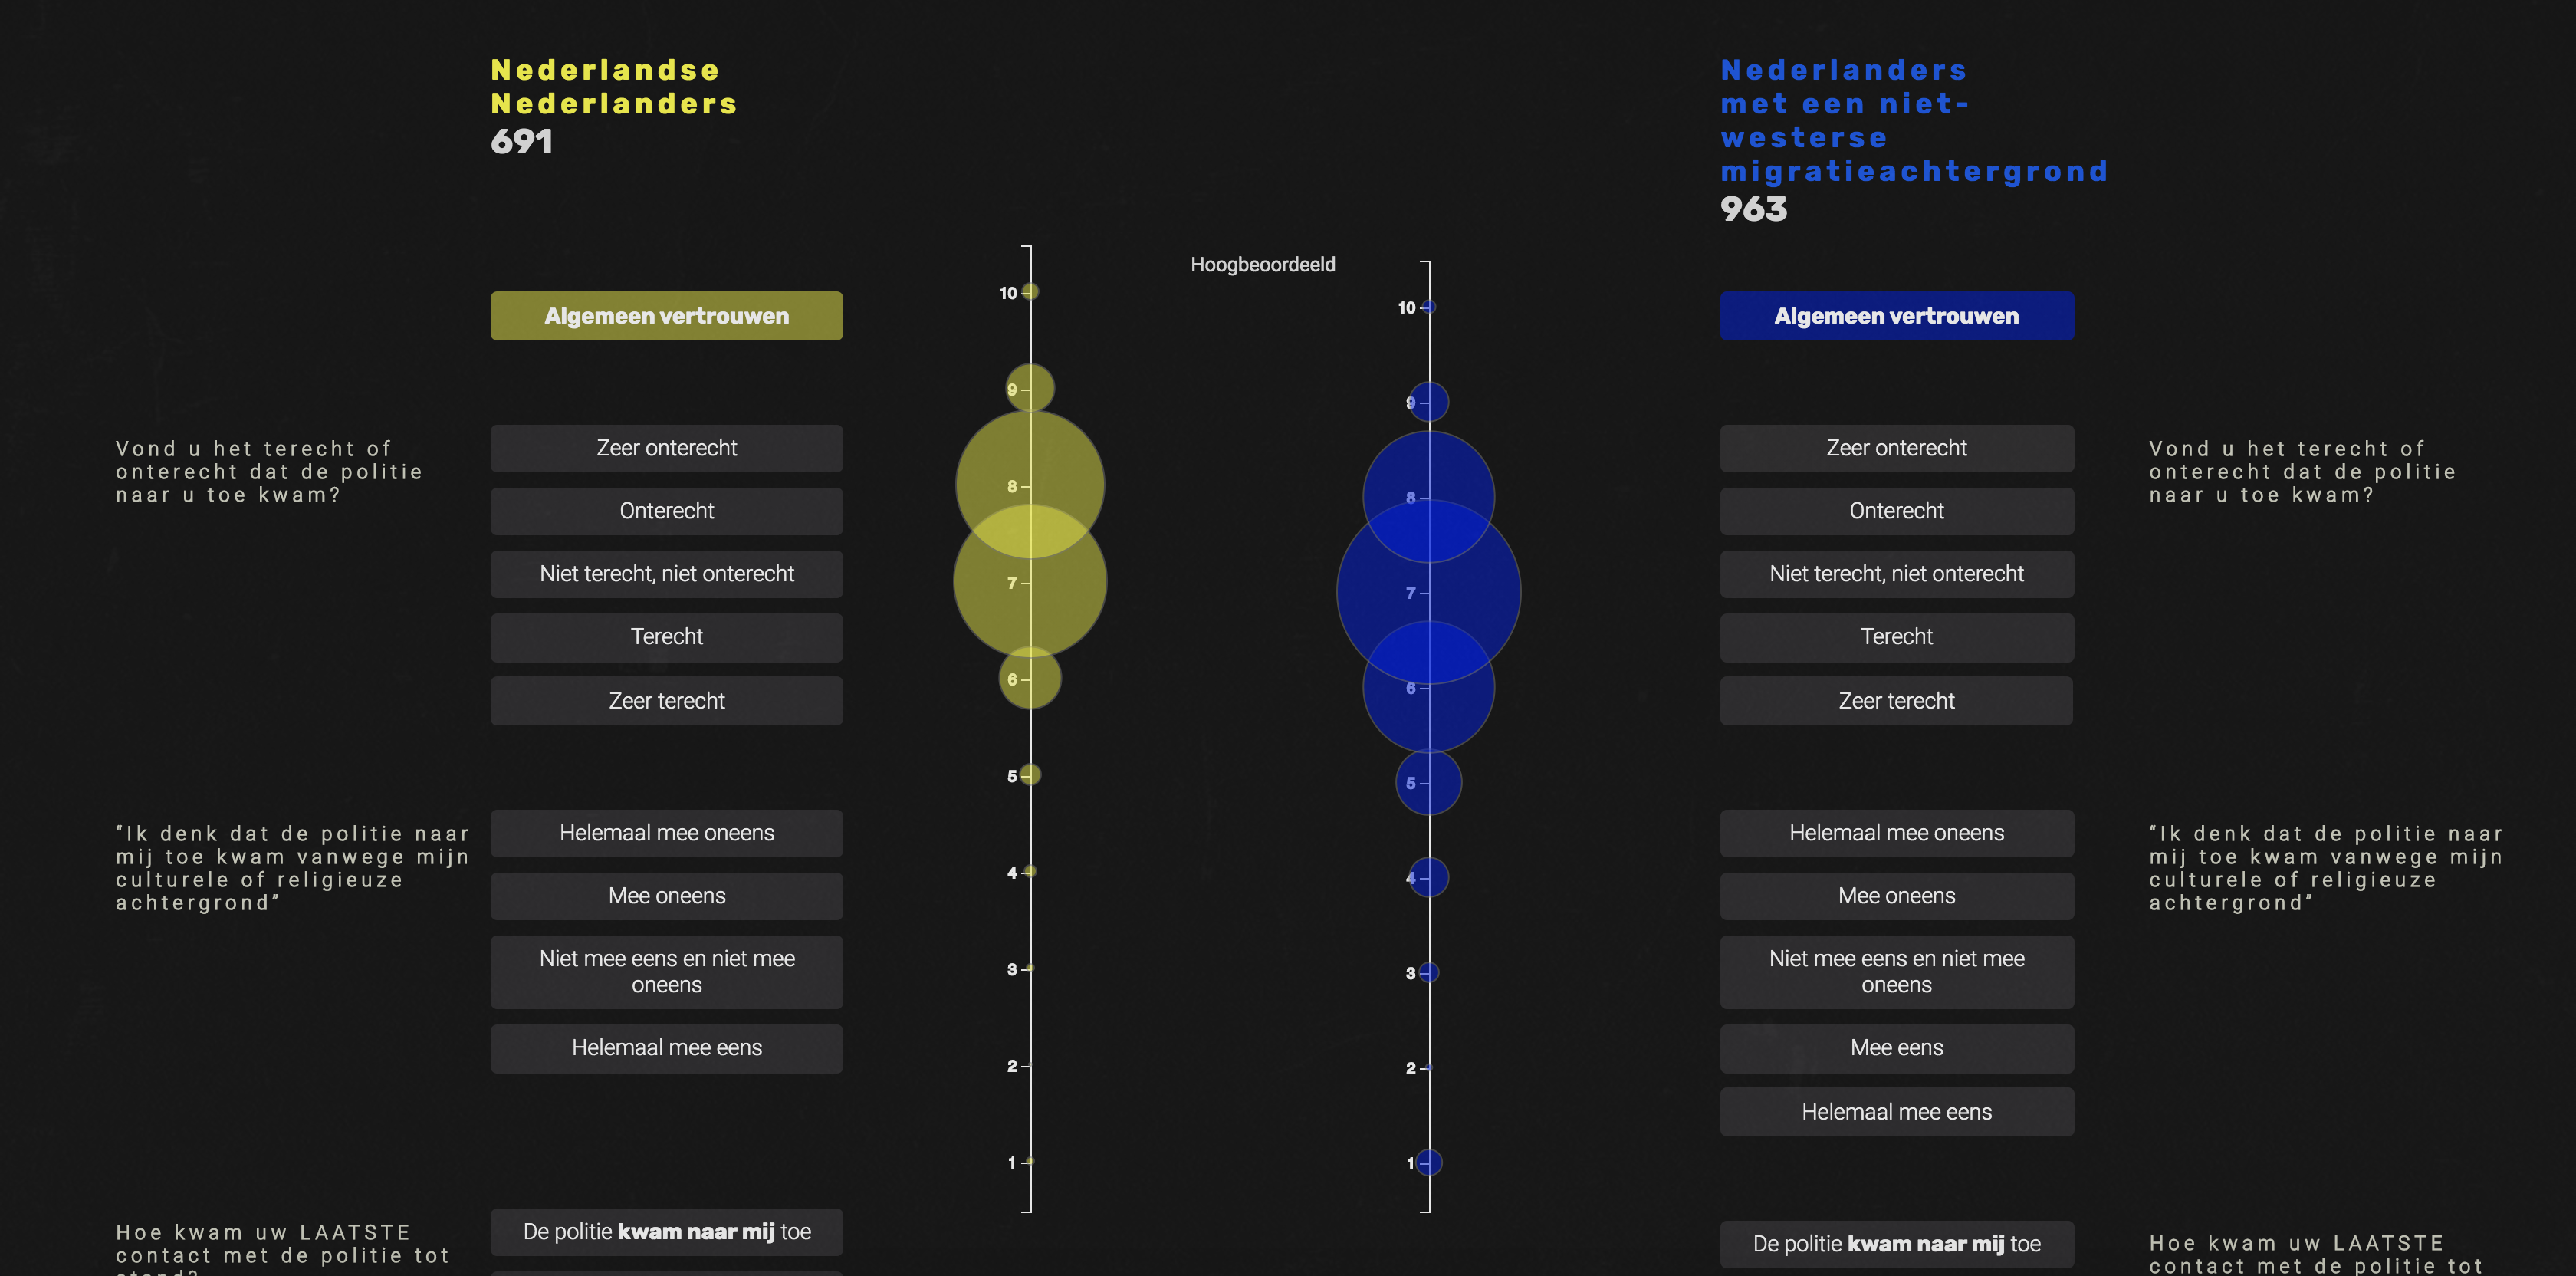 Nederlandse
Nederlanders
691
Nederlanders
met een niet-
westerse
migratieachtergrond
963
Algemeen vertrouwen
Vond u het terecht of
onterecht dat de politie
naar u toe kwam?
Zeer onterecht
Onterecht
Niet terecht, niet onterecht
Terecht
Zeer terecht
“Ik denk dat de politie naar
mij toe kwam vanwege mijn
culturele of religieuze
achtergrond”
Helemaal mee oneens
Mee oneens
Niet mee eens en niet mee
oneens
Helemaal mee eens
Hoe kwam uw LAATSTE
contact met de politie tot
De politie kwam naar mij toe
10
9
8
7
6
5
4
3
2
1
Hoogbeoordeeld
10
9
8
7
6
5
4
3
2
1
Algemeen vertrouwen
Zeer onterecht
Onterecht
Niet terecht, niet onterecht
Terecht
Zeer terecht
Vond u het terecht of
onterecht dat de politie
naar u toe kwam?
Helemaal mee oneens
Mee oneens
Niet mee eens en niet mee
oneens
Mee eens
Helemaal mee eens
“Ik denk dat de politie naar
mij toe kwam vanwege mijn
culturele of religieuze
achtergrond”
De politie kwam naar mij toe
Hoe kwam uw LAATSTE
contact met de politie tot